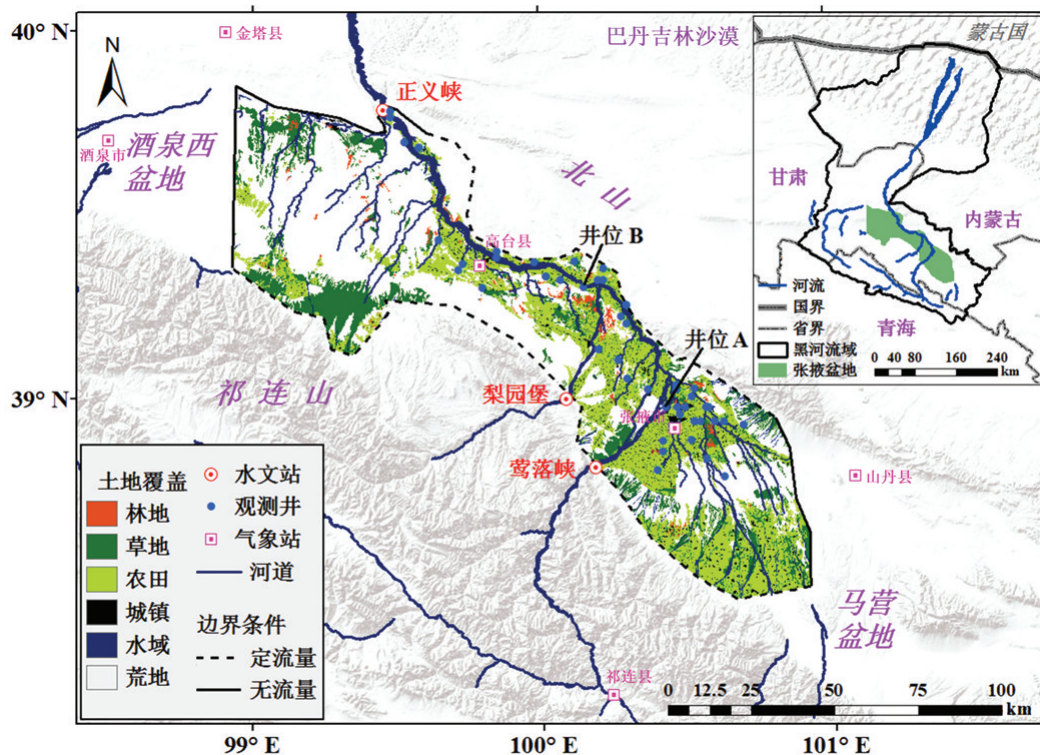 40° N
39° N
99° E
100° E
101° E
N
金塔县
巴丹吉林沙漠
正义峡
酒泉市
酒泉西
盆地
北山
高台县
井位 B
井位 A
祁连山
梨园堡
莺落峡
山丹县
马营
盆地
祁连县
土地覆盖
林地
草地
农田
城镇
水域
荒地
水文站
观测井
气象站
河道
边界条件
定流量
无流量
0 12.5 25 50 75 100
km
蒙古国
甘肃
内蒙古
青海
河流
国界
省界
黑河流域
张掖盆地
0 40 80 160 240
km